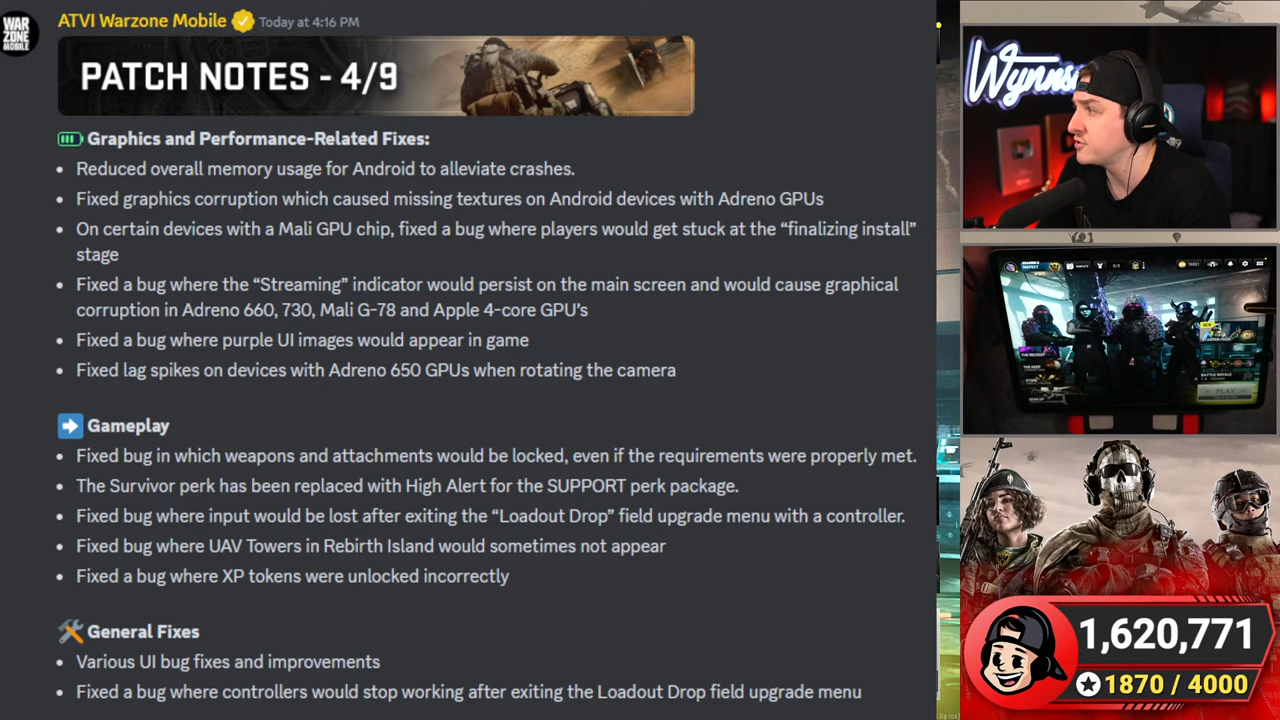 WAR
ZONE
MOBILE
ATVI Warzone Mobile Today at 4:16 PM
PATCH NOTES - 4/9
Graphics and Performance-Related Fixes:
• Reduced overall memory usage for Android to alleviate crashes.
• Fixed graphics corruption which caused missing textures on Android devices with Adreno GPUs
• On certain devices with a Mali GPU chip, fixed a bug where players would get stuck at the “finalizing install”
stage
• Fixed a bug where the “Streaming” indicator would persist on the main screen and would cause graphical
corruption in Adreno 660, 730, Mali G-78 and Apple 4-core GPU’s
• Fixed a bug where purple UI images would appear in game
• Fixed lag spikes on devices with Adreno 650 GPUs when rotating the camera
Gameplay
• Fixed bug in which weapons and attachments would be locked, even if the requirements were properly met.
• The Survivor perk has been replaced with High Alert for the SUPPORT perk package.
• Fixed bug where input would be lost after exiting the “Loadout Drop” field upgrade menu with a controller.
• Fixed bug where UAV Towers in Rebirth Island would sometimes not appear
• Fixed a bug where XP tokens were unlocked incorrectly
General Fixes
• Various UI bug fixes and improvements
• Fixed a bug where controllers would stop working after exiting the Loadout Drop field upgrade menu
BATTLE ROYALE
PLAY
1,620,771
1870 / 4000